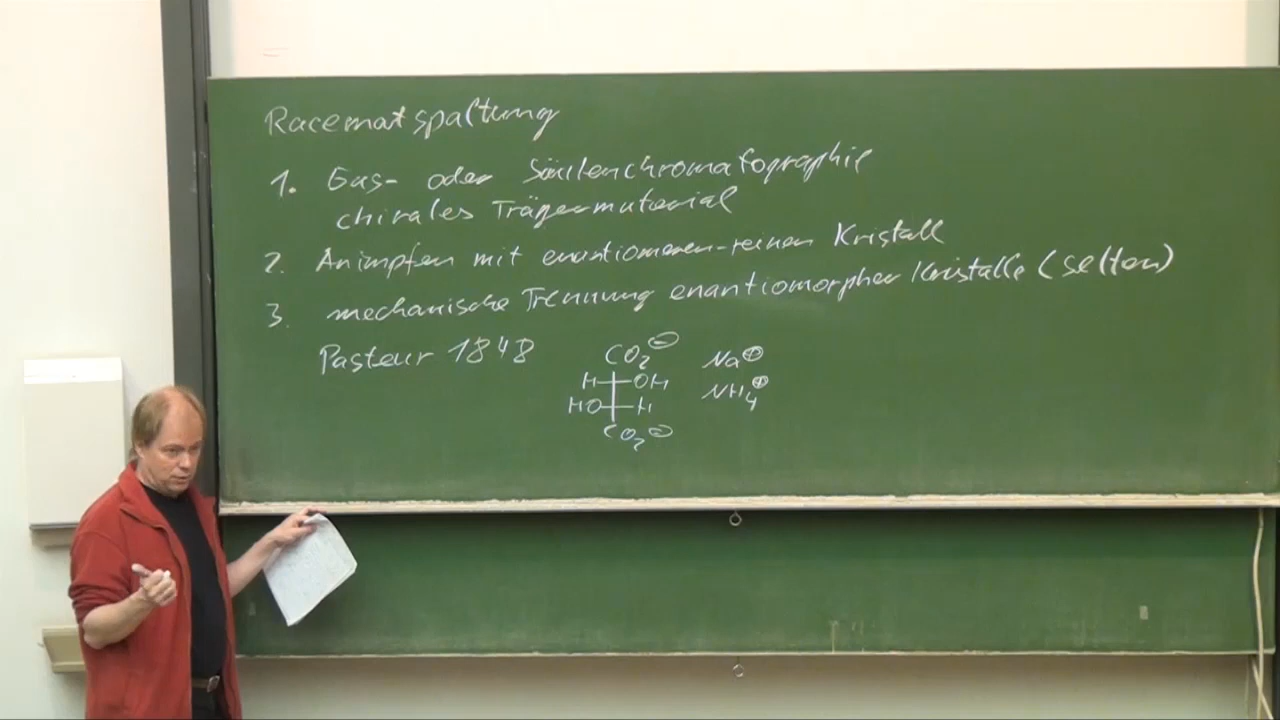 Racematspaltung
1. Gas- oder Säulenchromatographie
chirales Trägermaterial
2. Animpfen mit enantiomeren-reinen Kristall
3. mechanische Trennung enantiomorpher Kristalle (selten)
Pasteur 1848
CO₂⊖ Na⊕
H OH NH₄⊕
HO H
CO₂⊖